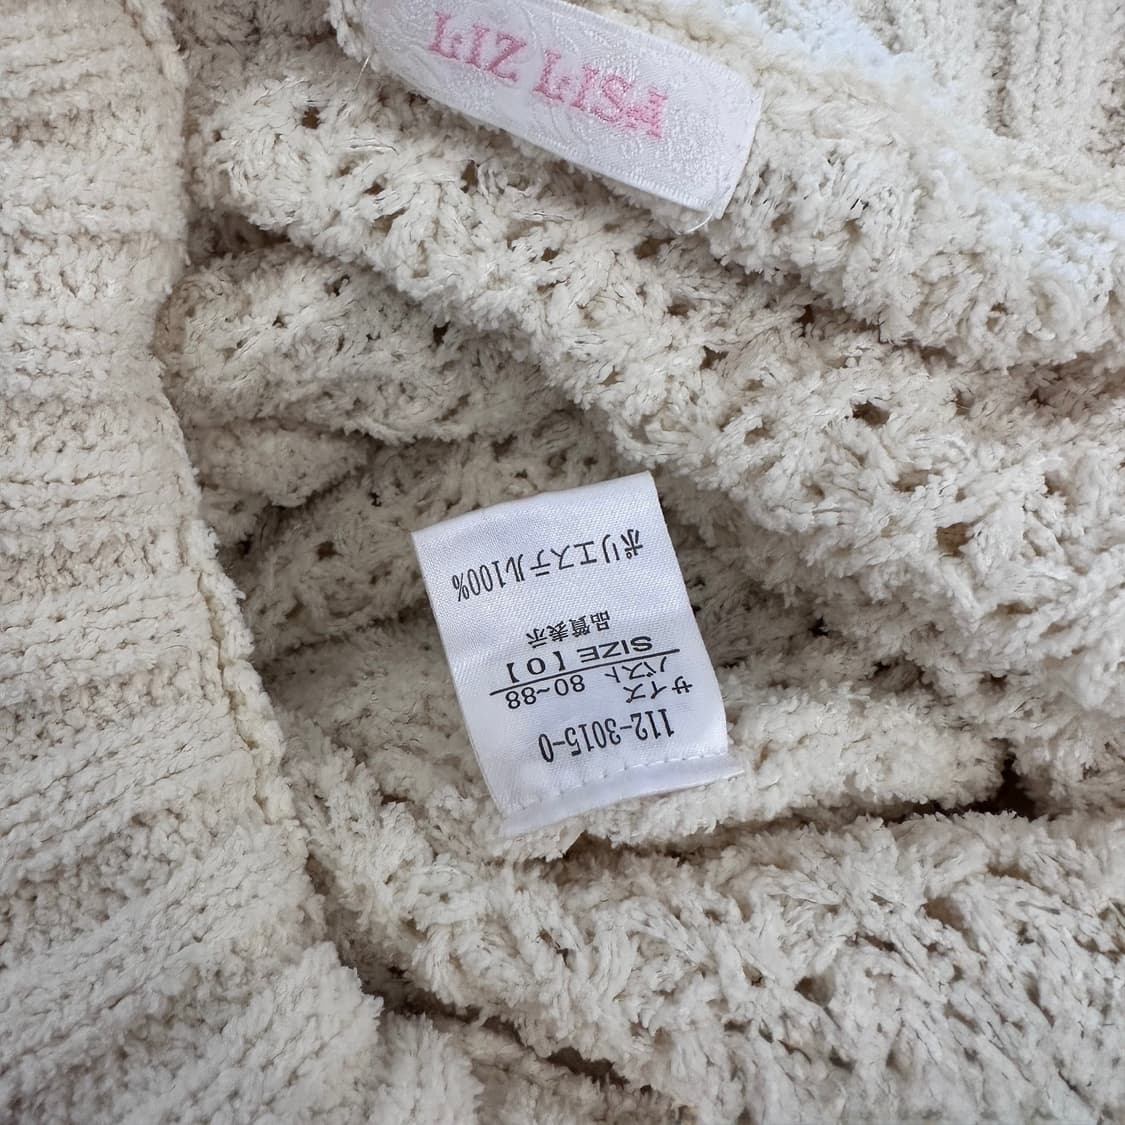 LIZ LISA
112-3015-0
サイズ
バスト 80~88
SIZE【0】
品質表示
ポリエステル100%